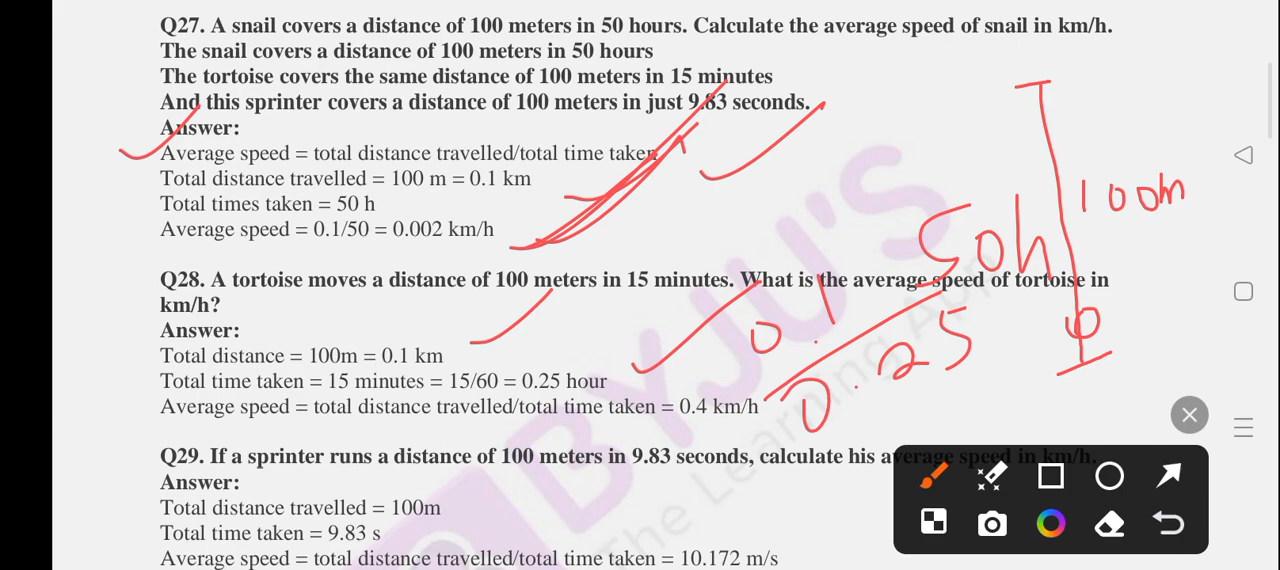 Q27. A snail covers a distance of 100 meters in 50 hours. Calculate the average speed of snail in km/h.
The snail covers a distance of 100 meters in 50 hours
The tortoise covers the same distance of 100 meters in 15 minutes
And this sprinter covers a distance of 100 meters in just 9.83 seconds.
Answer:
Average speed = total distance travelled/total time taken
Total distance travelled = 100 m = 0.1 km
Total times taken = 50 h
Average speed = 0.1/50 = 0.002 km/h
100m
50h
Q28. A tortoise moves a distance of 100 meters in 15 minutes. What is the average speed of tortoise in
km/h?
Answer:
Total distance = 100m = 0.1 km
Total time taken = 15 minutes = 15/60 = 0.25 hour
Average speed = total distance travelled/total time taken = 0.4 km/h
0.1
0.25
Q29. If a sprinter runs a distance of 100 meters in 9.83 seconds, calculate his average speed in km/h.
Answer:
Total distance travelled = 100m
Total time taken = 9.83 s
Average speed = total distance travelled/total time taken = 10.172 m/s
BYJU'S
The Learning App